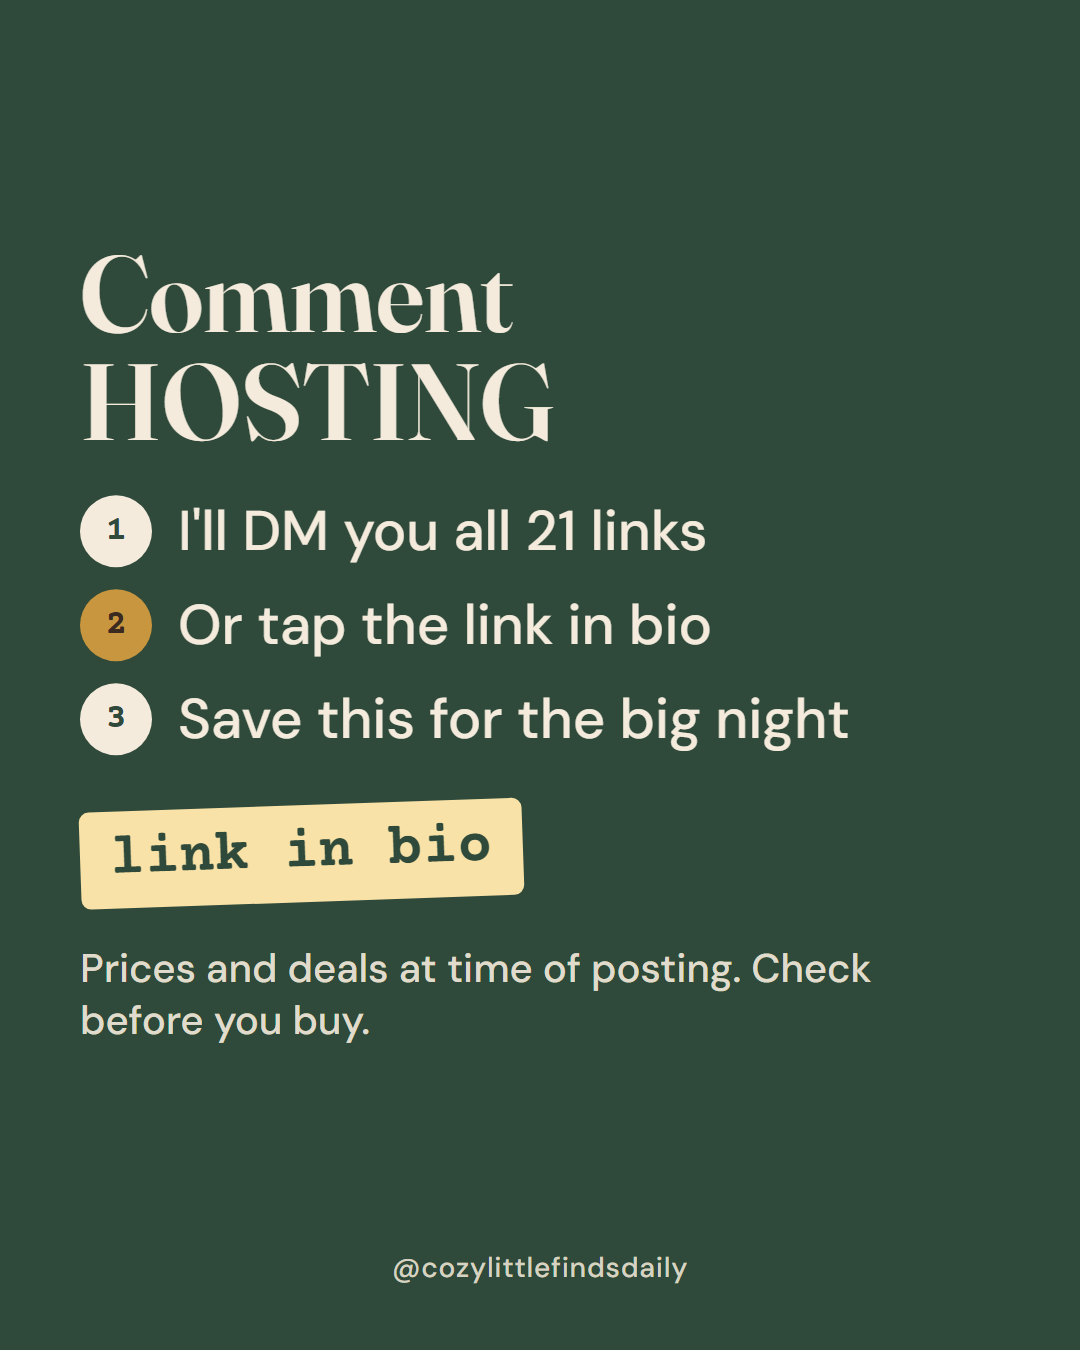 Comment
HOSTING
1 I'll DM you all 21 links
2 Or tap the link in bio
3 Save this for the big night
link in bio
Prices and deals at time of posting. Check
before you buy.
@cozylittlefindsdaily